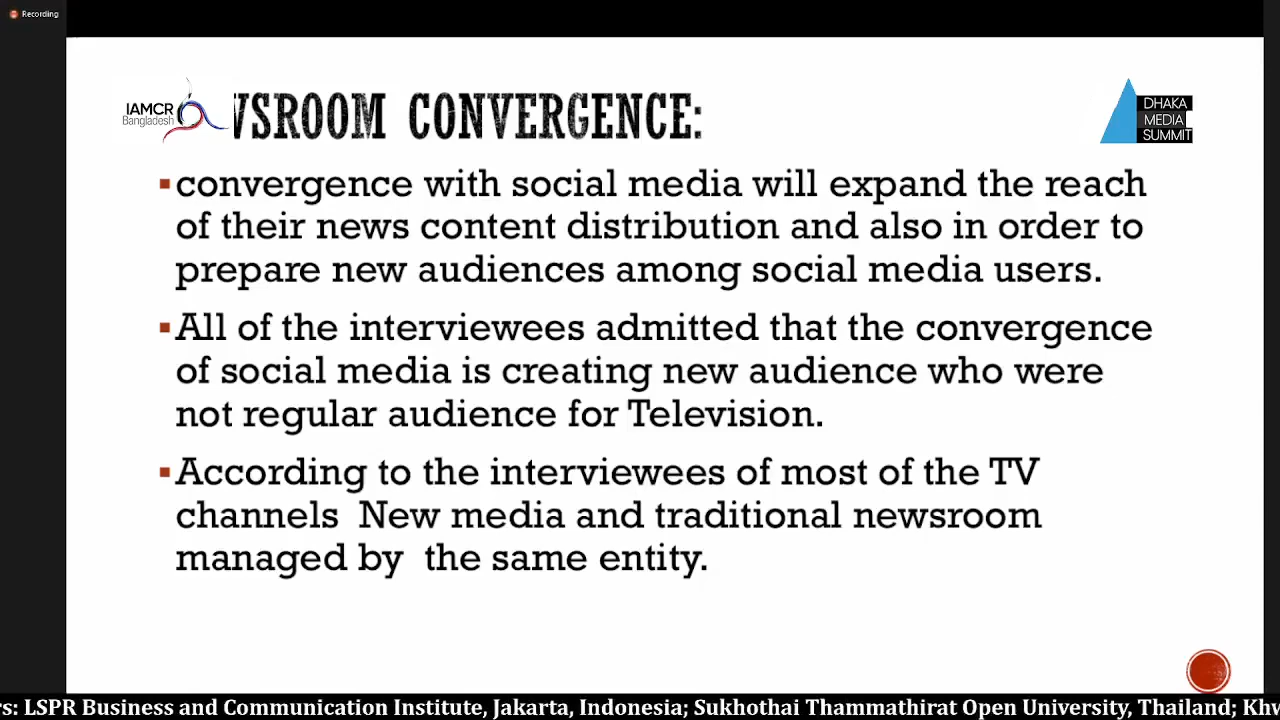 Recording
IAMCR
Bangladesh
WSROOM CONVERGENCE:
DHAKA
MEDIA
SUMMIT
convergence with social media will expand the reach
of their news content distribution and also in order to
prepare new audiences among social media users.
All of the interviewees admitted that the convergence
of social media is creating new audience who were
not regular audience for Television.
According to the interviewees of most of the TV
channels New media and traditional newsroom
managed by the same entity.
rs: LSPR Business and Communication Institute, Jakarta, Indonesia; Sukhothai Thammathirat Open University, Thailand; Khw